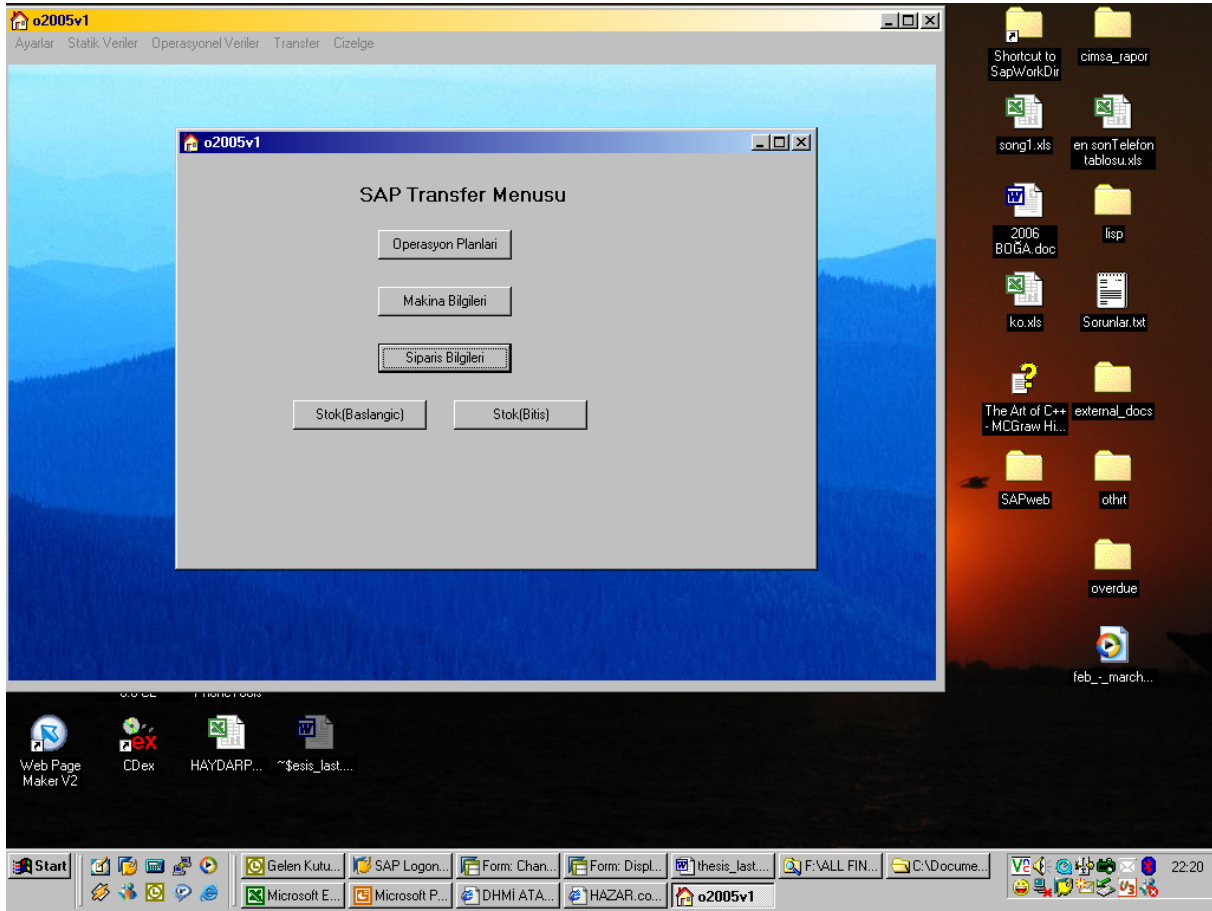 o2005v1
Ayarlar Statik Veriler Operasyonel Veriler Transfer Cizelge
o2005v1
SAP Transfer Menusu
Operasyon Planlari
Makina Bilgileri
Siparis Bilgileri
Stok(Baslangic) Stok(Bitis)
Shortcut to
SapWorkDir
cimsa_rapor
song1.xls
en sonTelefon
tablosu.xls
2006
BOĞA.doc
lisp
ko.xls
Sorunlar.txt
The Art of C++
- MCGraw Hi...
external_docs
SAPweb
othrt
overdue
feb_-_march...
Web Page
Maker V2
CDex
HAYDARP...
~$esis_last....
Start
Gelen Kutu... SAP Logon... Form: Chan... Form: Displ... thesis_last.... F:\ALL FIN... C:\Docume...
22:20
Microsoft E... Microsoft P... DHMİ ATA... HAZAR.co... o2005v1